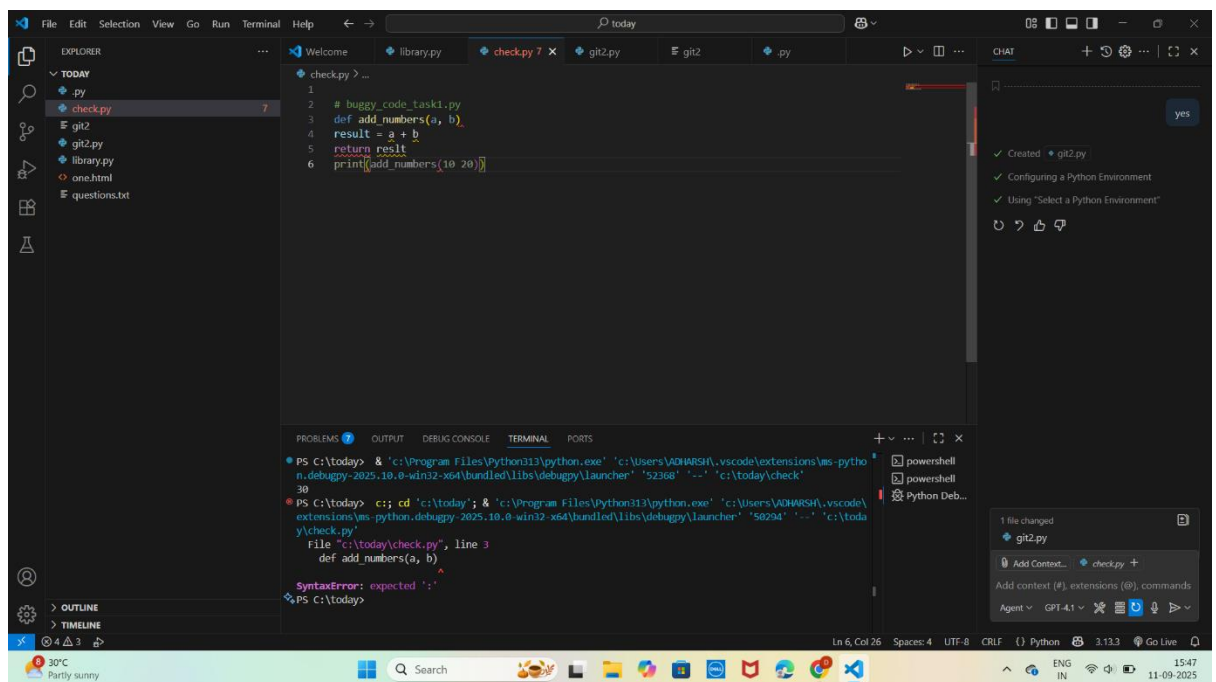 File Edit Selection View Go Run Terminal Help
today
EXPLORER
TODAY
.py
check.py 7
git2
git2.py
library.py
one.html
questions.txt
OUTLINE
TIMELINE
Welcome library.py check.py 7 git2.py git2 .py
check.py > ...
1
2 # buggy_code_task1.py
3 def add_numbers(a, b)
4 result = a + b
5 return reslt
6 print(add_numbers(10 20))
PROBLEMS 7 OUTPUT DEBUG CONSOLE TERMINAL PORTS
PS C:\today> & 'c:\Program Files\Python313\python.exe' 'c:\Users\ADHARSH\.vscode\extensions\ms-pytho
n.debugpy-2025.10.0-win32-x64\bundled\libs\debugpy\launcher' '52368' '--' 'c:\today\check'
30
PS C:\today> c:; cd 'c:\today'; & 'c:\Program Files\Python313\python.exe' 'c:\Users\ADHARSH\.vscode\
extensions\ms-python.debugpy-2025.10.0-win32-x64\bundled\libs\debugpy\launcher' '50294' '--' 'c:\toda
y\check.py'
File "c:\today\check.py", line 3
def add_numbers(a, b)
^
SyntaxError: expected ':'
PS C:\today>
powershell
powershell
Python Deb...
CHAT
yes
Created git2.py
Configuring a Python Environment
Using "Select a Python Environment"
1 file changed
git2.py
Add Context... check.py +
Add context (#), extensions (@), commands
Agent GPT-4.1
4 3 Ln 6, Col 26 Spaces: 4 UTF-8 CRLF {} Python 3.13.3 Go Live
8 30°C
Partly sunny
Search
DELL
ENG
IN
15:47
11-09-2025